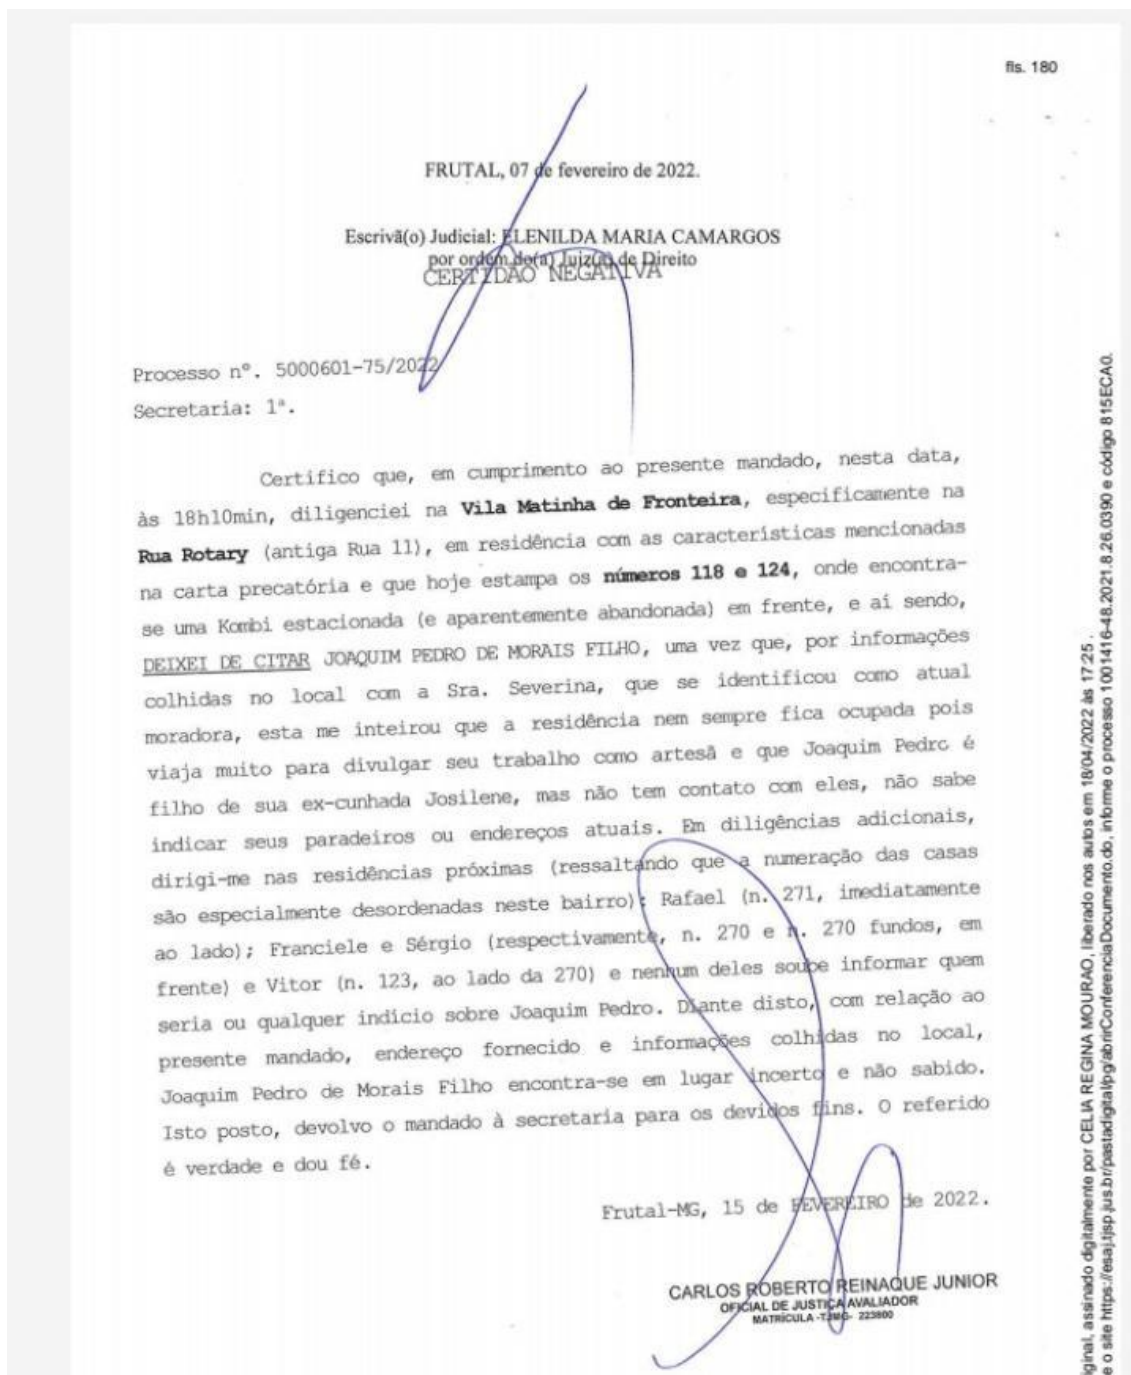 fls. 180
FRUTAL, 07 de fevereiro de 2022.
Escrivã(o) Judicial: ELENILDA MARIA CAMARGOS
por ordem do(a) Juiz(a) de Direito
CERTIDÃO NEGATIVA
Processo nº. 5000601-75/2022
Secretaria: 1ª.
Certifico que, em cumprimento ao presente mandado, nesta data,
às 18h10min, diligenciei na Vila Matinha de Fronteira, especificamente na
Rua Rotary (antiga Rua 11), em residência com as características mencionadas
na carta precatória e que hoje estampa os números 118 e 124, onde encontra-
se uma Kombi estacionada (e aparentemente abandonada) em frente, e aí sendo,
DEIXEI DE CITAR JOAQUIM PEDRO DE MORAIS FILHO, uma vez que, por informações
colhidas no local com a Sra. Severina, que se identificou como atual
moradora, esta me inteirou que a residência nem sempre fica ocupada pois
viaja muito para divulgar seu trabalho como artesã e que Joaquim Pedro é
filho de sua ex-cunhada Josilene, mas não tem contato com eles, não sabe
indicar seus paradeiros ou endereços atuais. Em diligências adicionais,
dirigi-me nas residências próximas (ressaltando que a numeração das casas
são especialmente desordenadas neste bairro): Rafael (n. 271, imediatamente
ao lado); Franciele e Sérgio (respectivamente, n. 270 e n. 270 fundos, em
frente) e Vitor (n. 123, ao lado da 270) e nenhum deles soube informar quem
seria ou qualquer indício sobre Joaquim Pedro. Diante disto, com relação ao
presente mandado, endereço fornecido e informações colhidas no local,
Joaquim Pedro de Morais Filho encontra-se em lugar incerto e não sabido.
Isto posto, devolvo o mandado à secretaria para os devidos fins. O referido
é verdade e dou fé.
Frutal-MG, 15 de FEVEREIRO de 2022.
CARLOS ROBERTO REINAQUE JUNIOR
OFICIAL DE JUSTIÇA AVALIADOR
MATRÍCULA -TJMG- 223800
iginal, assinado digitalmente por CELIA REGINA MOURAO, liberado nos autos em 18/04/2022 às 17:25 .
e o site https://esaj.tjsp.jus.br/pastadigital/pg/abrirConferenciaDocumento.do, informe o processo 1001416-48.2021.8.26.0390 e código 815ECA0.